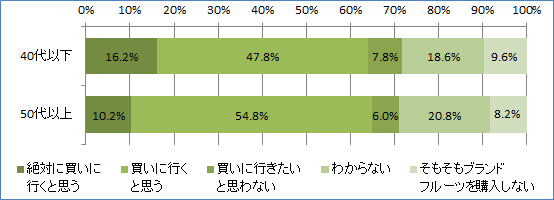 0% 10% 20% 30% 40% 50% 60% 70% 80% 90% 100%
40代以下 16.2% 47.8% 7.8% 18.6% 9.6%
50代以上 10.2% 54.8% 6.0% 20.8% 8.2%
絶対に買いに 買いに行く 買いに行きたい わからない そもそもブランド
行くと思う と思う と思わない フルーツを購入しない